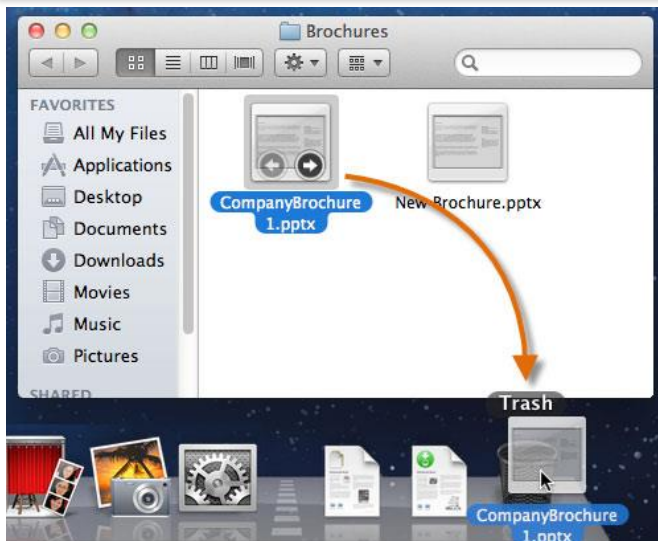 Brochures
FAVORITES
All My Files
Applications
Desktop
Documents
Downloads
Movies
Music
Pictures
SHARED
CompanyBrochure
1.pptx
New Brochure.pptx
Trash
CompanyBrochure
1.pptx